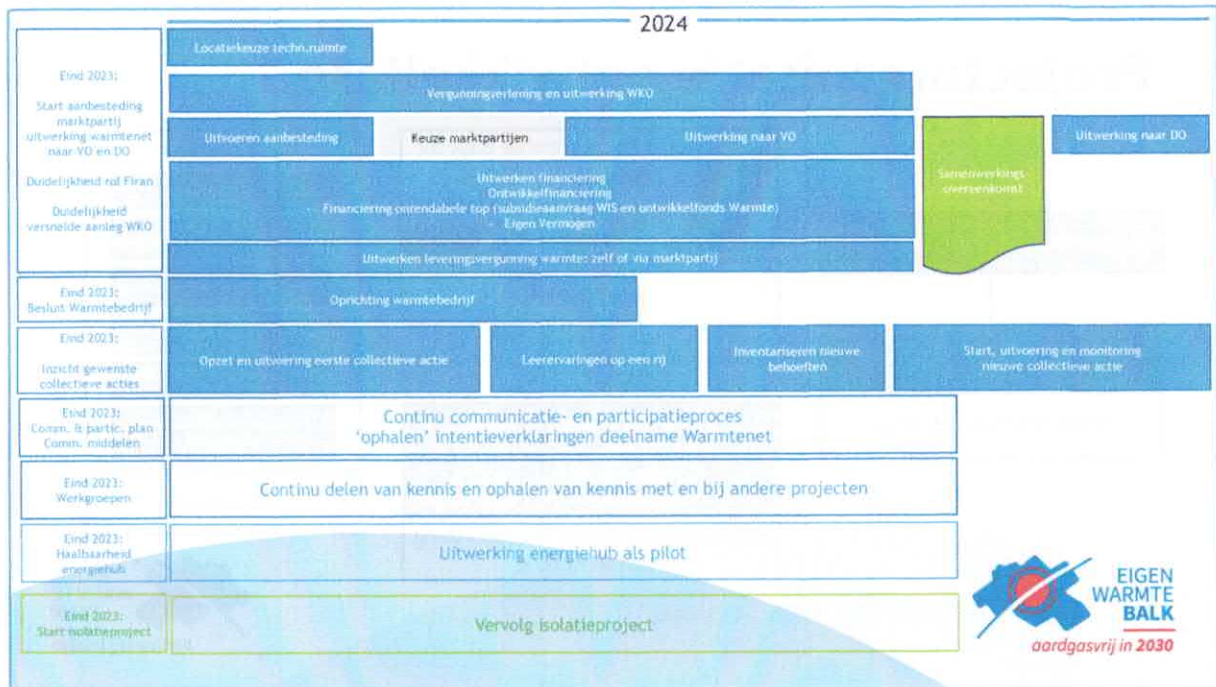 2024
Eind 2023:
Start aanbesteding
marktpartij
uitwerking warmtenet
naar VO en DO
Duidelijkheid rol Firan
Duidelijkheid
versnelde aanleg WKO
Locatiekeuze techn.ruimte
Vergunningverlening en uitwerking WKO
Uitvoeren aanbesteding
Keuze marktpartijen
Uitwerking naar VO
Samenwerkings
overeenkomst
Uitwerking naar DO
Uitwerken financiering
- Ontwikkelfinanciering
- Financiering onrendabele top (subsidieaanvraag WIS en ontwikkelfonds Warmte)
- Eigen Vermogen
Uitwerken leveringsvergunning warmte: zelf of via marktpartij
Eind 2023:
Besluit Warmtebedrijf
Oprichting warmtebedrijf
Eind 2023:
Inzicht gewenste
collectieve acties
Opzet en uitvoering eerste collectieve actie
Leerervaringen op een rij
Inventariseren nieuwe
behoeften
Start, uitvoering en monitoring
nieuwe collectieve actie
Eind 2023:
Comm. & partic. plan
Comm. middelen
Continu communicatie- en participatieproces
'ophalen' intentieverklaringen deelname Warmtenet
Eind 2023:
Werkgroepen
Continu delen van kennis en ophalen van kennis met en bij andere projecten
Eind 2023:
Haalbaarheid
energiehub
Uitwerking energiehub als pilot
Eind 2023:
Start isolatieproject
Vervolg isolatieproject
EIGEN
WARMTE
BALK
aardgasvrij in 2030